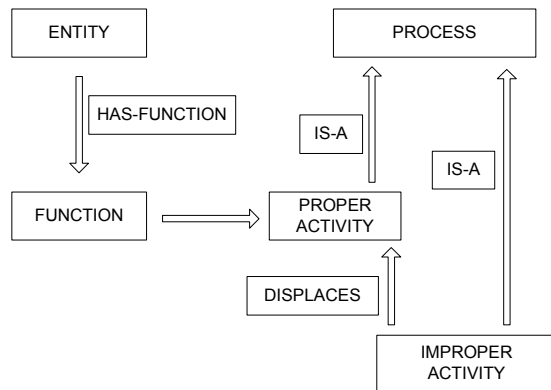 ENTITY
PROCESS
HAS-FUNCTION
IS-A
IS-A
FUNCTION
PROPER
ACTIVITY
DISPLACES
IMPROPER
ACTIVITY